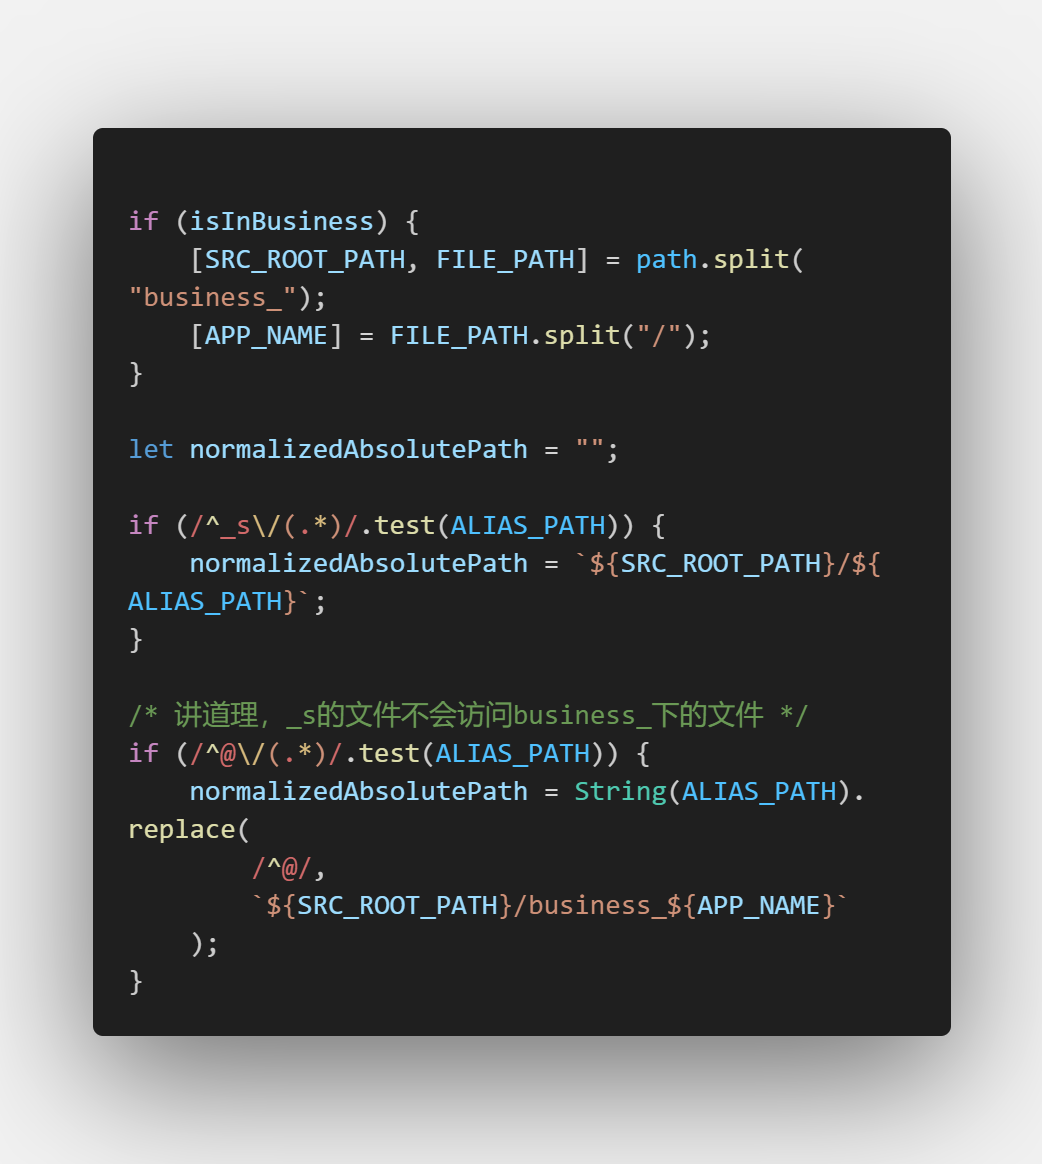 if (isInBusiness) {
    [SRC_ROOT_PATH, FILE_PATH] = path.split(
"business_");
    [APP_NAME] = FILE_PATH.split("/");
}

let normalizedAbsolutePath = "";

if (/^_s\/(.*)/.test(ALIAS_PATH)) {
    normalizedAbsolutePath = `${SRC_ROOT_PATH}/${
ALIAS_PATH}`;
}

/* 讲道理，_s的文件不会访问business_下的文件 */
if (/^@\/(.*)/.test(ALIAS_PATH)) {
    normalizedAbsolutePath = String(ALIAS_PATH).
replace(
        /^@/,
        `${SRC_ROOT_PATH}/business_${APP_NAME}`
    );
}